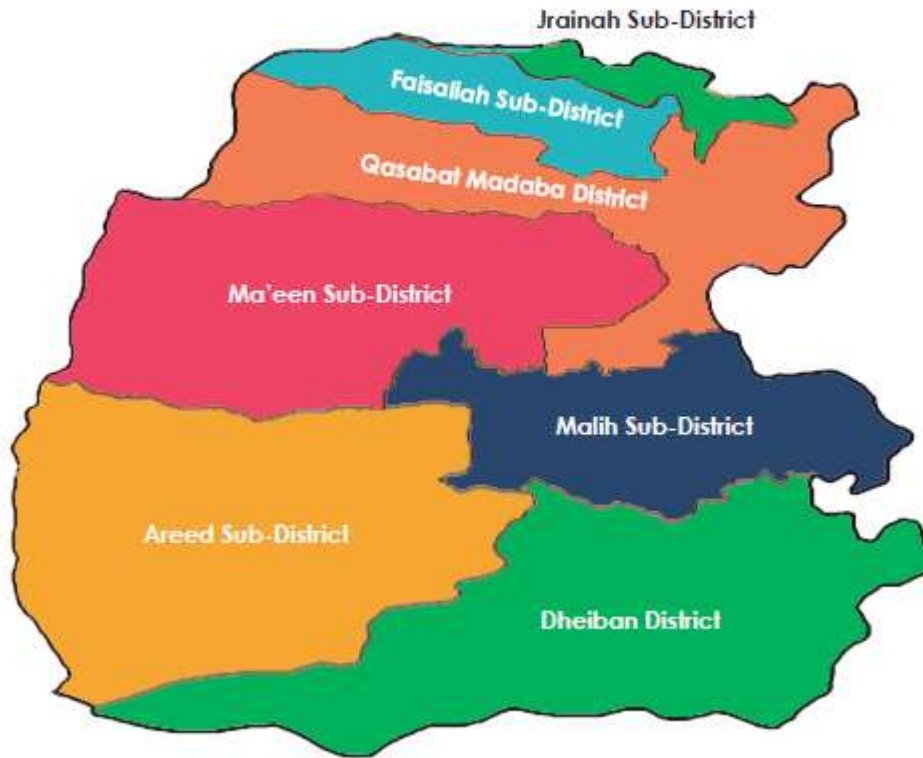 Jrainah Sub-District
Faisaliah Sub-District
Qasabat Madaba District
Ma'een Sub-District
Malih Sub-District
Areed Sub-District
Dheiban District